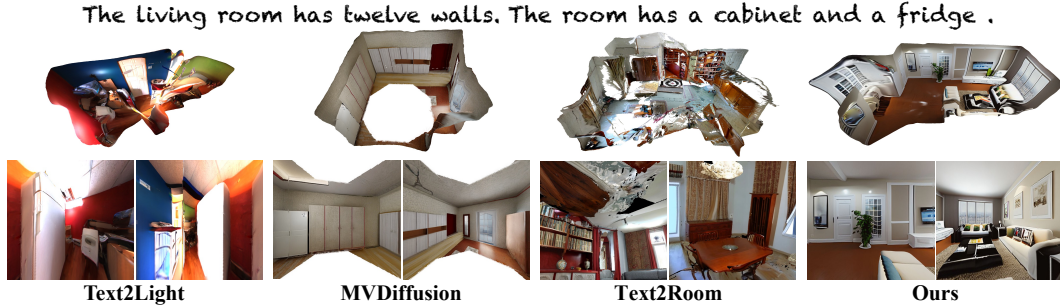 The living room has twelve walls. The room has a cabinet and a fridge .
Text2Light MVDiffusion Text2Room Ours